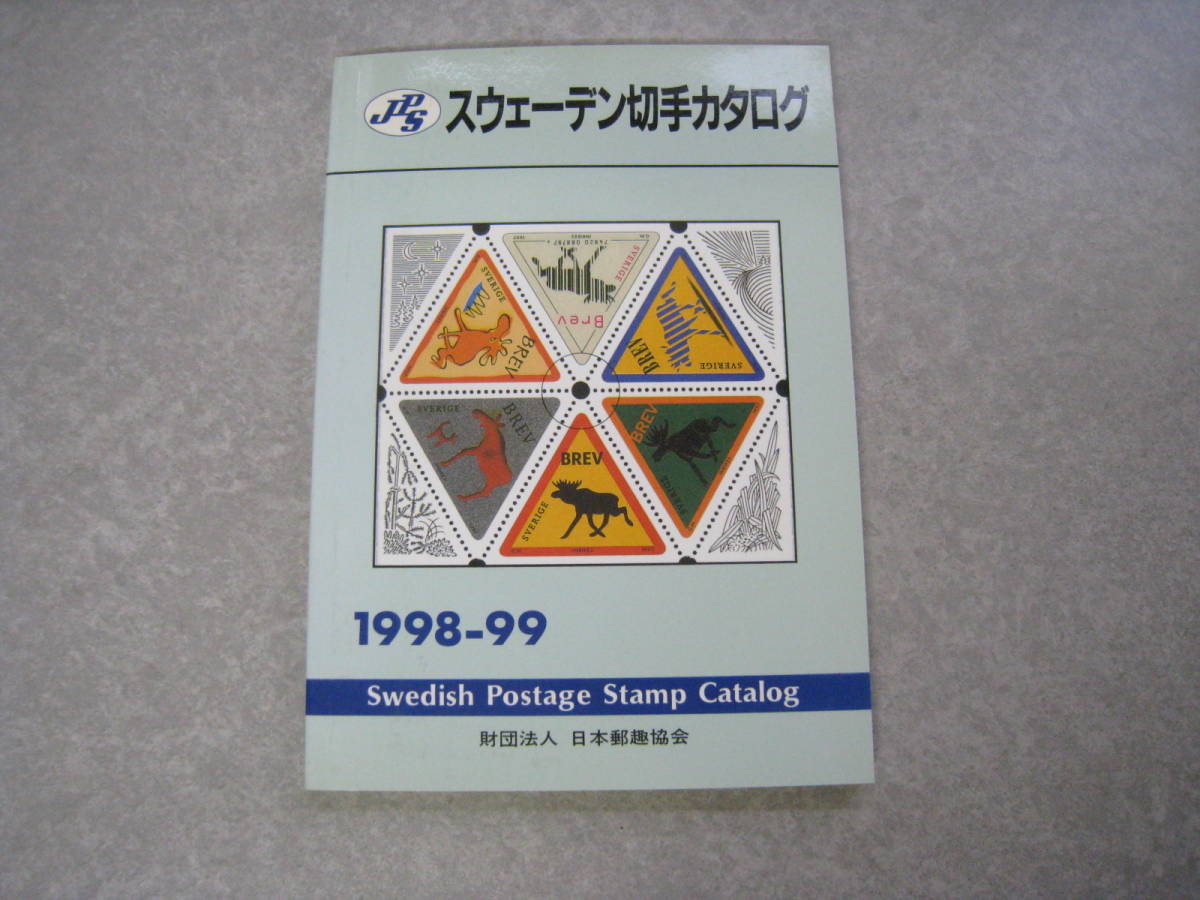 JPS スウェーデン切手カタログ
SVERIGE
BREV
Brev
SVERIGE
1997
BREV
SVERIGE
SVERIGE
BREV
BREV
SVERIGE
BREV
SVERIGE
1998-99
Swedish Postage Stamp Catalog
財団法人 日本郵趣協会